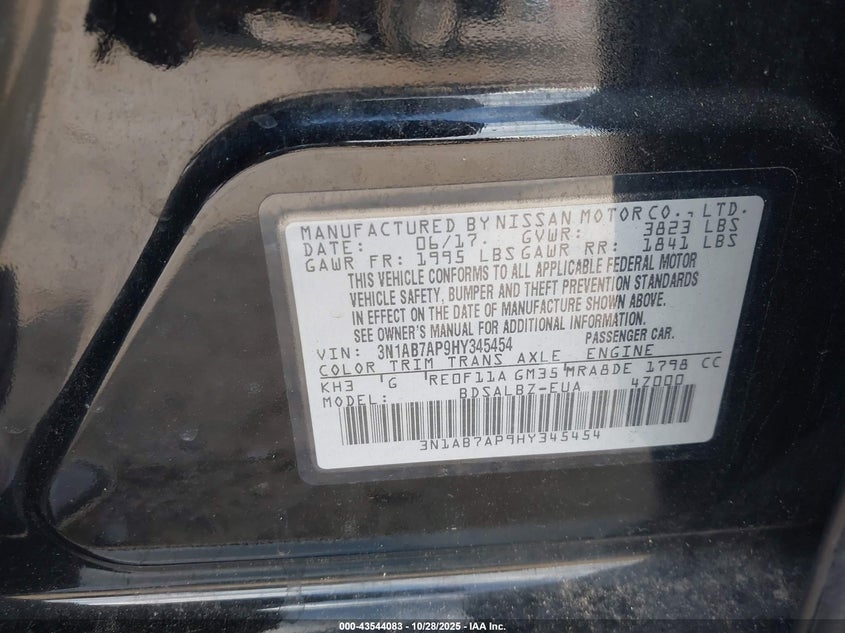 MANUFACTURED BY NISSAN MOTOR CO., LTD.
DATE: 06/17. GVWR: 3823 LBS
GAWR FR: 1995 LBS GAWR RR: 1841 LBS
THIS VEHICLE CONFORMS TO ALL APPLICABLE FEDERAL MOTOR
VEHICLE SAFETY, BUMPER AND THEFT PREVENTION STANDARDS
IN EFFECT ON THE DATE OF MANUFACTURE SHOWN ABOVE.
SEE OWNER'S MANUAL FOR ADDITIONAL INFORMATION.
VIN: 3N1AB7AP9HY345454 PASSENGER CAR.
COLOR TRIM TRANS AXLE ENGINE
KH3 G RE0F11A GM35 MRA8DE 1798 CC
MODEL: BDSALBZ-EUA 4Z000
3N1AB7AP9HY345454
000-43544083 | 10/28/2025 - IAA Inc.